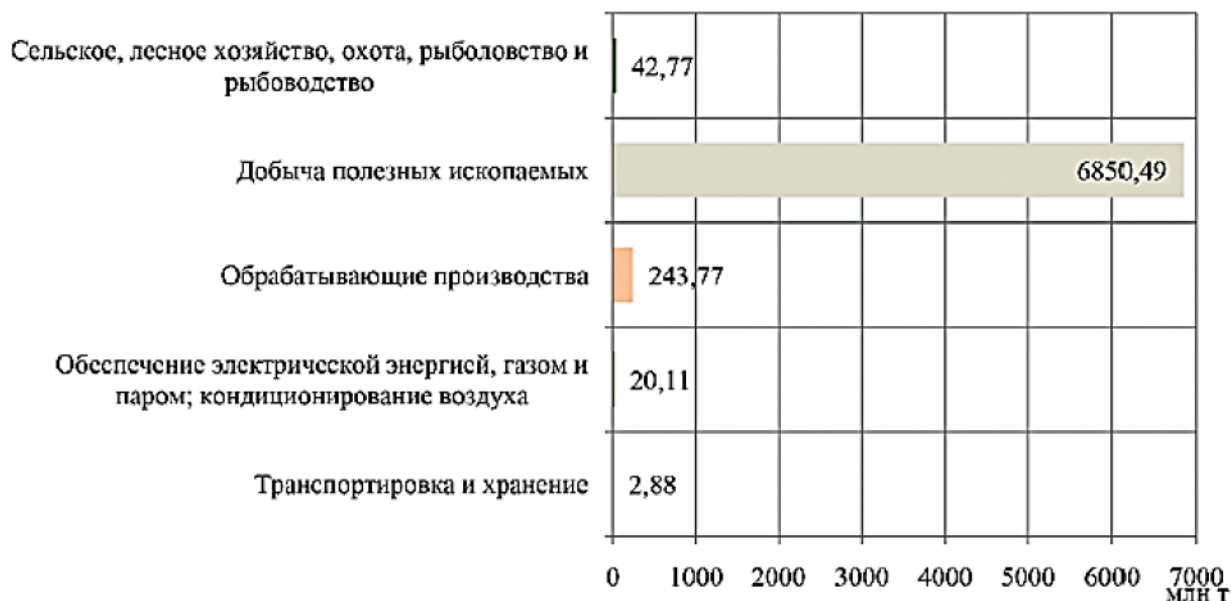 Сельское, лесное хозяйство, охота, рыболовство и
рыбоводство
42,77
Добыча полезных ископаемых
6850,49
Обрабатывающие производства
243,77
Обеспечение электрической энергией, газом и
паром; кондиционирование воздуха
20,11
Транспортировка и хранение
2,88
0 1000 2000 3000 4000 5000 6000 7000
млн т